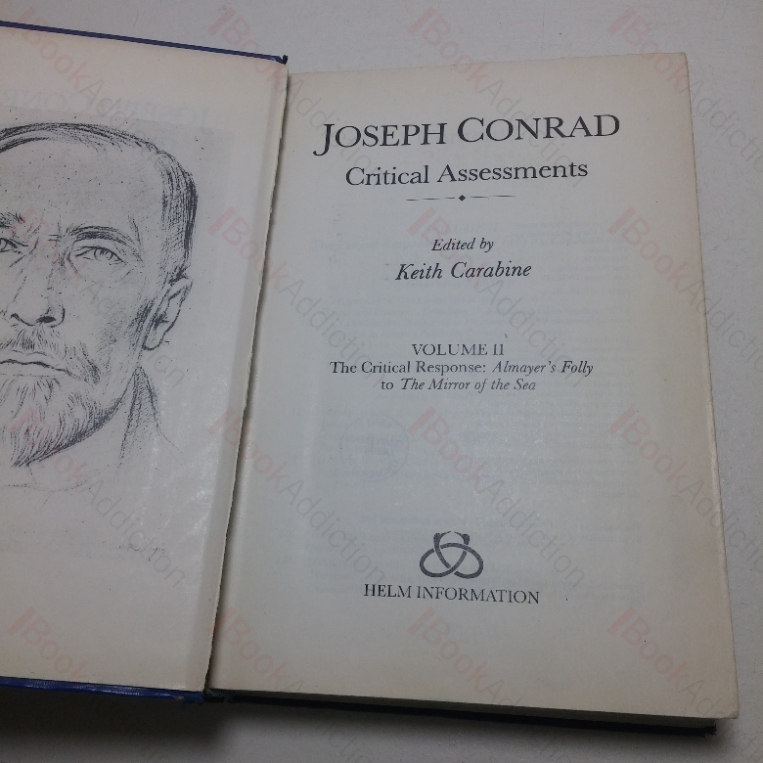 JOSEPH CONRAD
Critical Assessments
Edited by
Keith Carabine
VOLUME II
The Critical Response: Almayer's Folly
to The Mirror of the Sea
HELM INFORMATION
BookAddiction